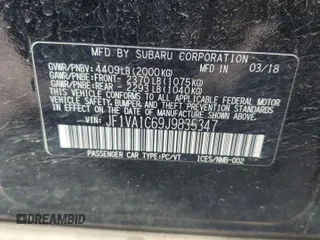 MFD. BY SUBARU CORPORATION
GVWR/PNBV: 4409LB(2000KG) 03/18
GAWR/PNBE: FRONT- 2370LB(1075KG) MADE IN
GAWR/PNBE: REAR - 2293LB(1040KG)
THIS VEHICLE CONFORMS TO ALL APPLICABLE
FEDERAL MOTOR VEHICLE SAFETY, BUMPER,
AND THEFT PREVENTION STANDARDS IN EFFECT
ON THE DATE OF MANUFACTURE SHOWN ABOVE.
VIN: JF1VA1C69J9835347
PASSENGER CAR TYPE:PC/VT ICES/NMB-002
©DEARBID